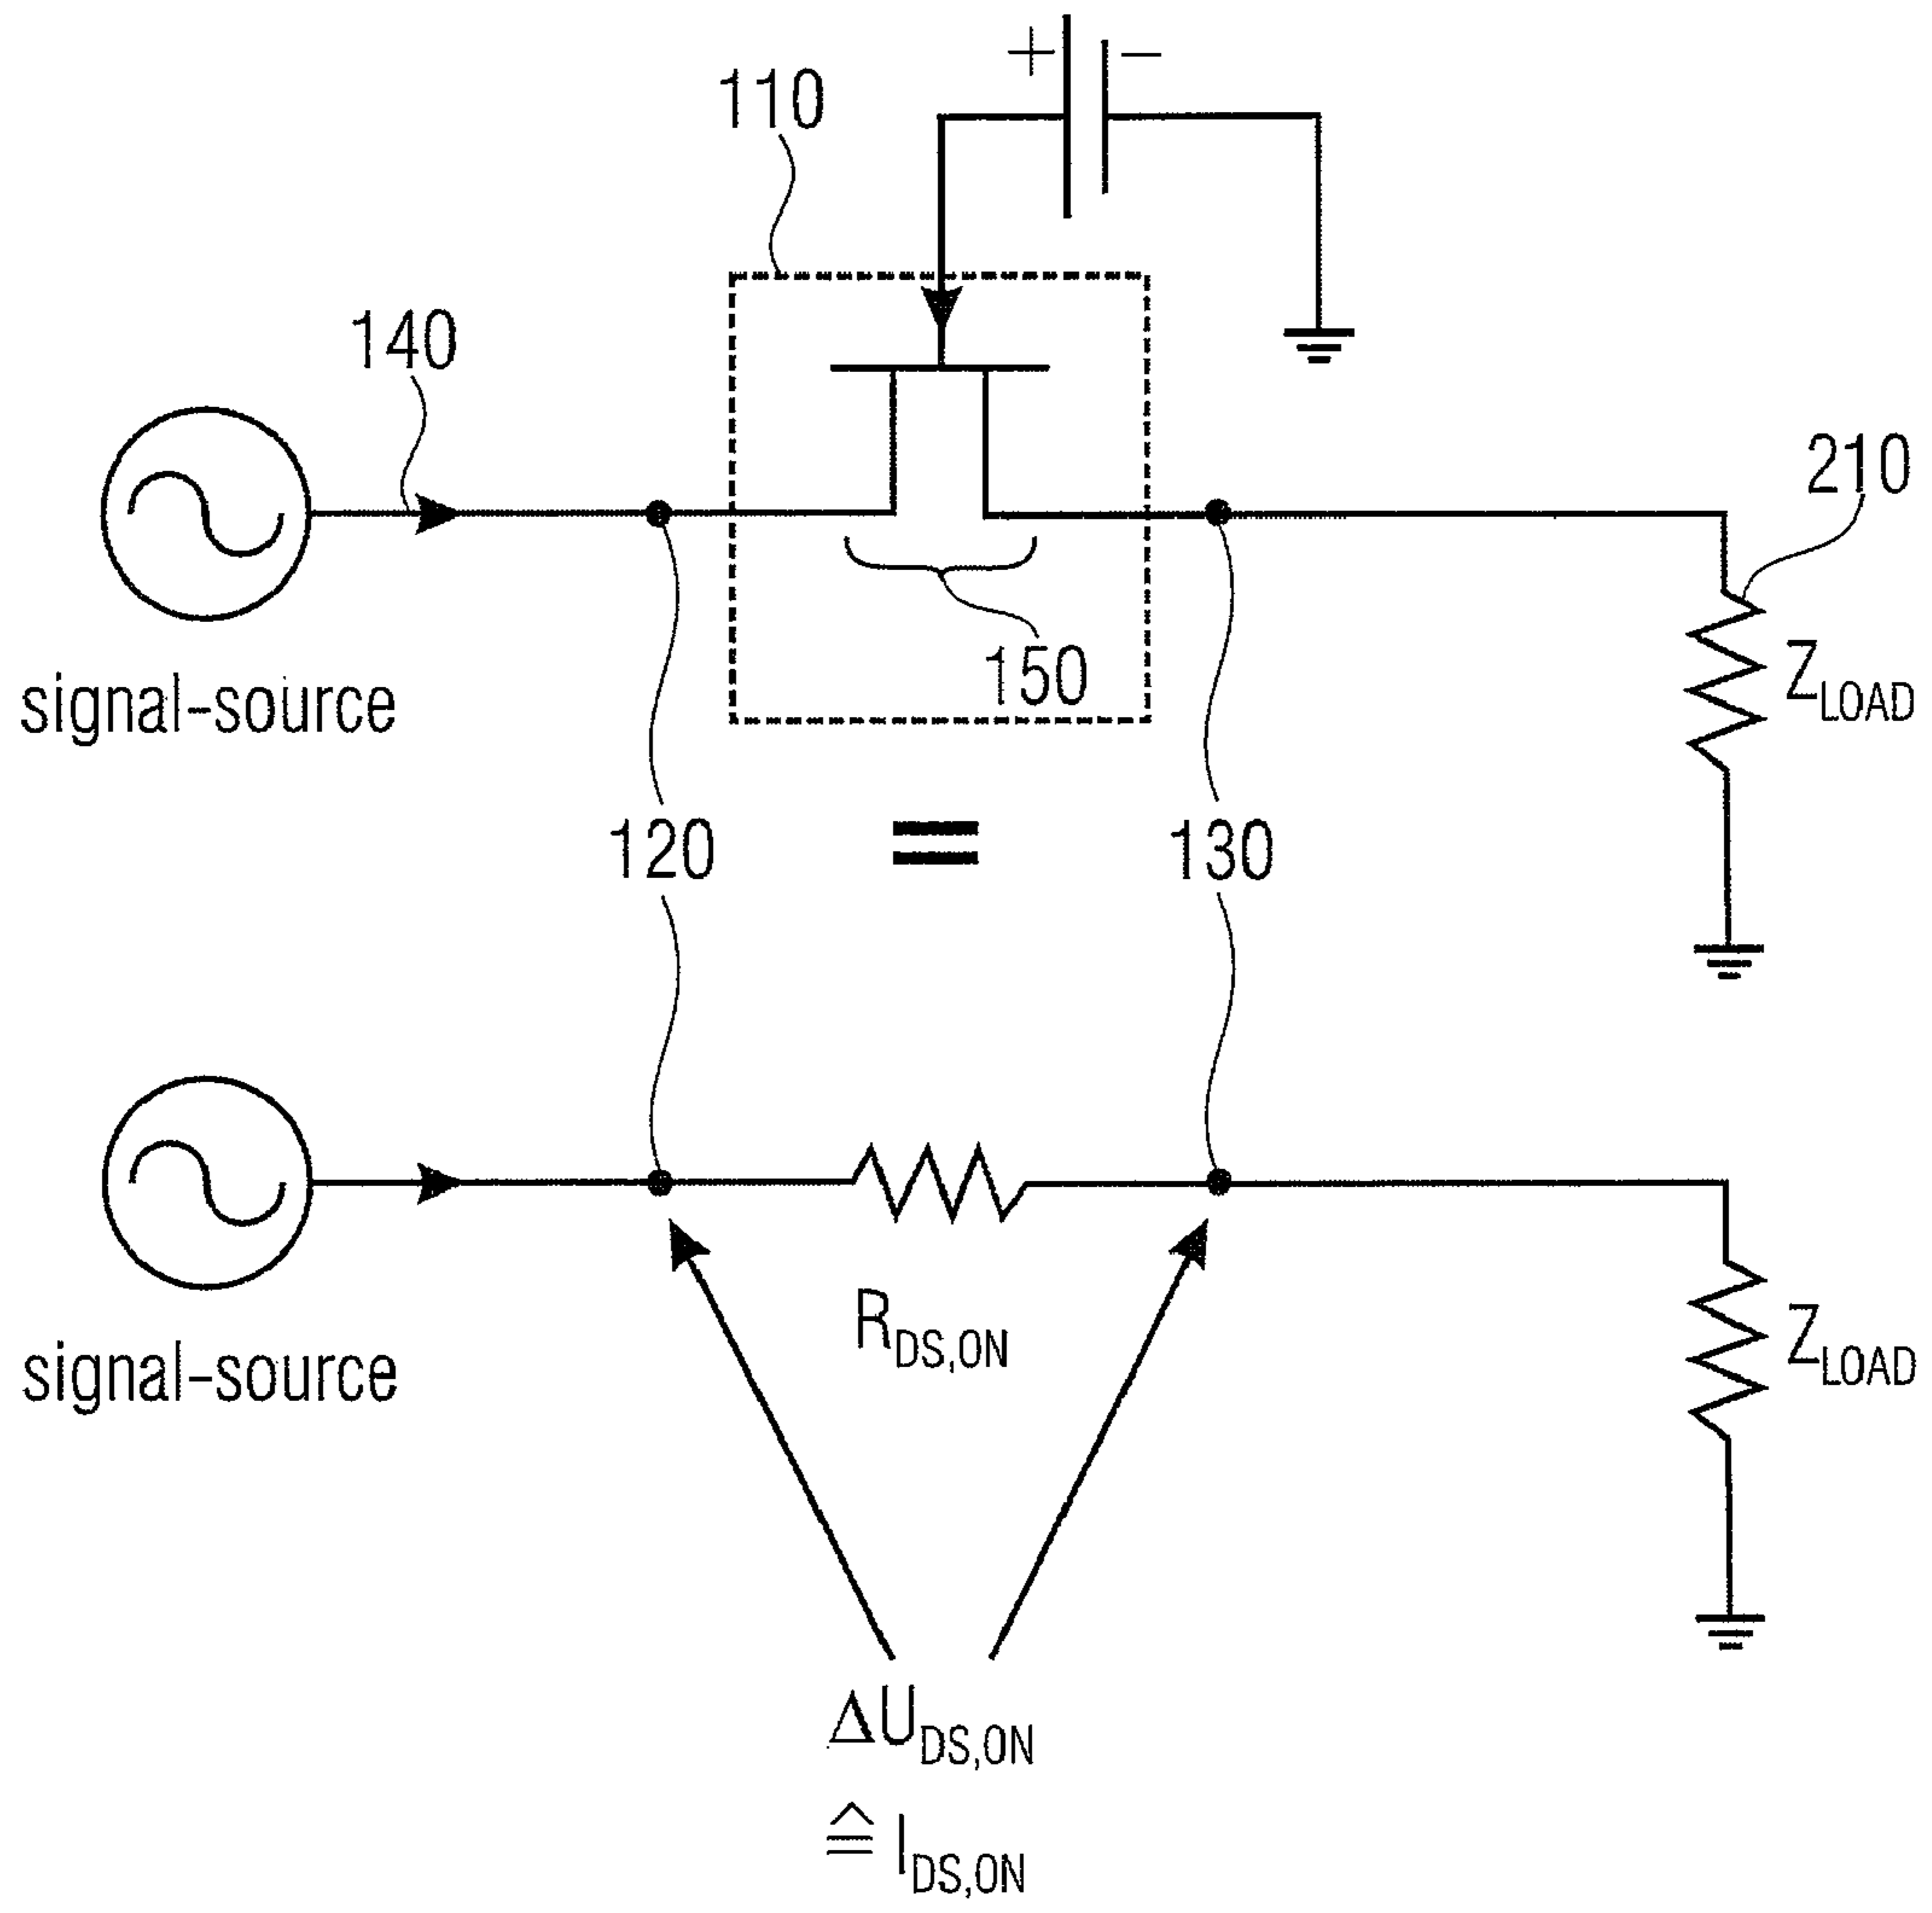 + −
110
140
210
Z_LOAD
150
signal-source
120 = 130
R_DS,ON
Z_LOAD
signal-source
ΔU_DS,ON
≙ I_DS,ON